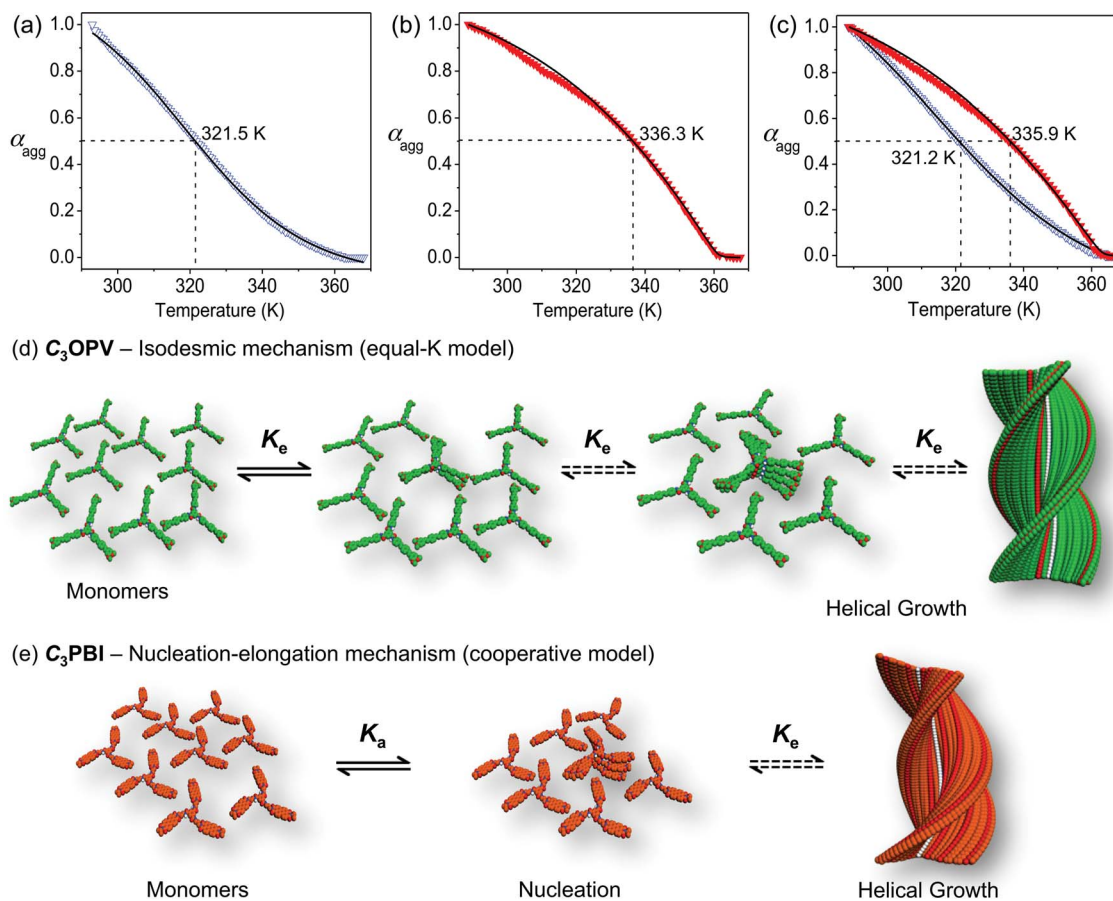 (a)
1.0
0.8
0.6
αagg
0.4
0.2
0.0
321.5 K
300 320 340 360
Temperature (K)
(b)
1.0
0.8
0.6
αagg
0.4
0.2
0.0
336.3 K
300 320 340 360
Temperature (K)
(c)
1.0
0.8
0.6
αagg
0.4
0.2
0.0
335.9 K
321.2 K
300 320 340 360
Temperature (K)
(d) C3OPV – Isodesmic mechanism (equal-K model)
Ke
Ke
Ke
Monomers
Helical Growth
(e) C3PBI – Nucleation-elongation mechanism (cooperative model)
Ka
Ke
Monomers
Nucleation
Helical Growth